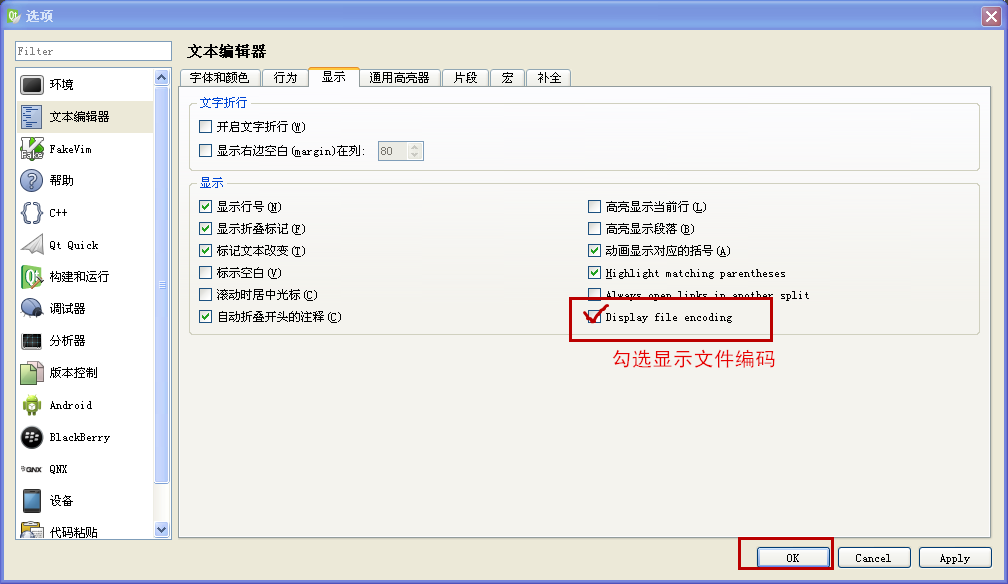 选项
Filter
环境
文本编辑器
FakeVim
帮助
C++
Qt Quick
构建和运行
调试器
分析器
版本控制
Android
BlackBerry
QNX
设备
代码粘贴
文本编辑器
字体和颜色 行为 显示 通用高亮器 片段 宏 补全
文字折行
开启文字折行(W)
显示右边空白(margin)在列: 80
显示
显示行号(N)
显示折叠标记(F)
标记文本改变(T)
标示空白(V)
滚动时居中光标(C)
自动折叠开头的注释(C)
高亮显示当前行(L)
高亮显示段落(B)
动画显示对应的括号(A)
Highlight matching parentheses
Always open links in another split
Display file encoding
勾选显示文件编码
OK Cancel Apply